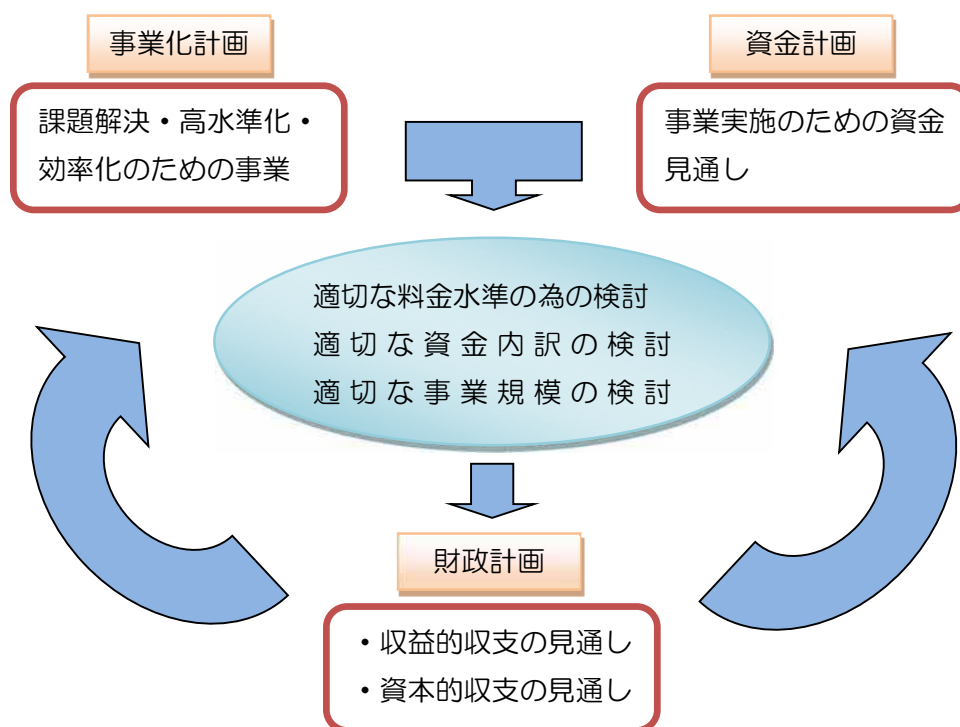 事業化計画
課題解決・高水準化・
効率化のための事業
資金計画
事業実施のための資金
見通し
適切な料金水準の為の検討
適切な資金内訳の検討
適切な事業規模の検討
財政計画
・収益的収支の見通し
・資本的収支の見通し